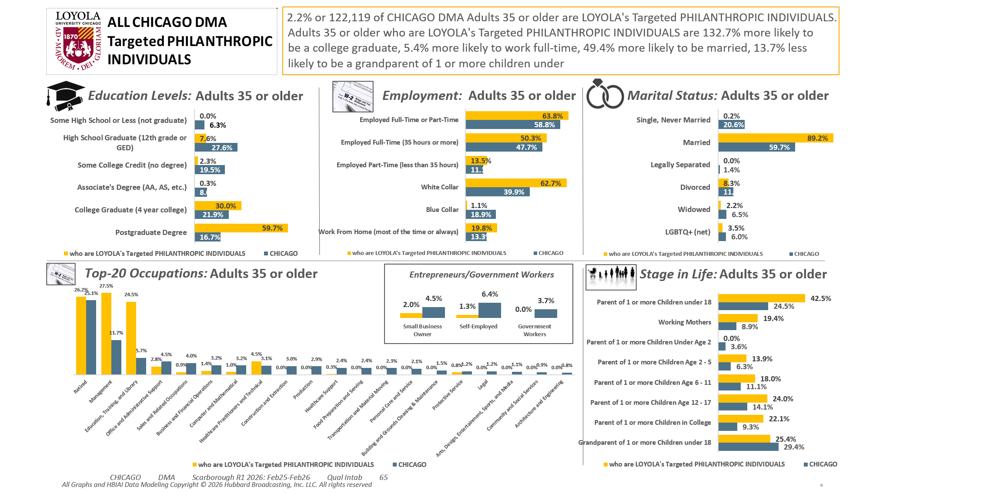 LOYOLA
UNIVERSITY CHICAGO
1870
AD • MAJOREM • DEI • GLORIAM
ALL CHICAGO DMA
Targeted PHILANTHROPIC
INDIVIDUALS
2.2% or 122,119 of CHICAGO DMA Adults 35 or older are LOYOLA's Targeted PHILANTHROPIC INDIVIDUALS.
Adults 35 or older who are LOYOLA's Targeted PHILANTHROPIC INDIVIDUALS are 132.7% more likely to
be a college graduate, 5.4% more likely to work full-time, 49.4% more likely to be married, 13.7% less
likely to be a grandparent of 1 or more children under
Education Levels: Adults 35 or older
Some High School or Less (not graduate)
0.0%
6.3%
High School Graduate (12th grade or
GED)
7.6%
27.6%
Some College Credit (no degree)
2.3%
19.5%
Associate's Degree (AA, AS, etc.)
0.3%
8.
College Graduate (4 year college)
30.0%
21.9%
Postgraduate Degree
59.7%
16.7%
who are LOYOLA's Targeted PHILANTHROPIC INDIVIDUALS
CHICAGO
W-2 Wage and Tax
Statement
Employment: Adults 35 or older
Employed Full-Time or Part-Time
63.8%
58.8%
Employed Full-Time (35 hours or more)
50.3%
47.7%
Employed Part-Time (less than 35 hours)
13.5%
11.1
White Collar
62.7%
39.9%
Blue Collar
1.1%
18.9%
Work From Home (most of the time or always)
19.8%
13.3%
who are LOYOLA's Targeted PHILANTHROPIC INDIVIDUALS
CHICAGO
Marital Status: Adults 35 or older
Single, Never Married
0.2%
20.6%
Married
89.2%
59.7%
Legally Separated
0.0%
1.4%
Divorced
8.3%
11.
Widowed
2.2%
6.5%
LGBTQ+ (net)
3.5%
6.0%
who are LOYOLA's Targeted PHILANTHROPIC INDIVIDUALS
CHICAGO
W-2
Top-20 Occupations: Adults 35 or older
26.2% 25.1%
27.5% 11.7%
24.5% 5.7%
2.8% 4.5%
0.9% 4.0%
1.4% 3.2%
1.0% 3.2%
4.5% 3.1%
0.0% 3.0%
0.0% 2.9%
0.3% 2.4%
0.0% 2.4%
0.0% 2.3%
0.0% 2.1%
0.0% 1.5%
0.8% 1.2%
0.0% 1.2%
0.0% 1.1%
0.0% 0.9%
0.0% 0.8%
Retired
Management
Education, Training, and Library
Office and Administrative Support
Sales and Related Occupations
Business and Financial Operations
Computer and Mathematical
Healthcare Practitioners and Technical
Construction and Extraction
Production
Healthcare Support
Food Preparation and Serving
Transportation and Material Moving
Personal Care and Service
Building and Grounds Cleaning & Maintenance
Protective Service
Legal
Arts, Design, Entertainment, Sports, and Media
Community and Social Services
Architecture and Engineering
who are LOYOLA's Targeted PHILANTHROPIC INDIVIDUALS
CHICAGO
Entrepreneurs/Government Workers
2.0% 4.5%
1.3% 6.4%
0.0% 3.7%
Small Business
Owner
Self-Employed
Government
Workers
Stage in Life: Adults 35 or older
Parent of 1 or more Children under 18
42.5%
24.5%
Working Mothers
19.4%
8.9%
Parent of 1 or more Children Under Age 2
0.0%
3.6%
Parent of 1 or more Children Age 2 - 5
13.9%
6.3%
Parent of 1 or more Children Age 6 - 11
18.0%
11.1%
Parent of 1 or more Children Age 12 - 17
24.0%
14.1%
Parent of 1 or more Children in College
22.1%
9.3%
Grandparent of 1 or more Children under 18
25.4%
29.4%
who are LOYOLA's Targeted PHILANTHROPIC INDIVIDUALS
CHICAGO
CHICAGO DMA Scarborough R1 2026: Feb25-Feb26 Qual Intab 65
All Graphs and HBIAI Data Modeling Copyright © 2026 Hubbard Broadcasting, Inc. LLC. All rights reserved
©